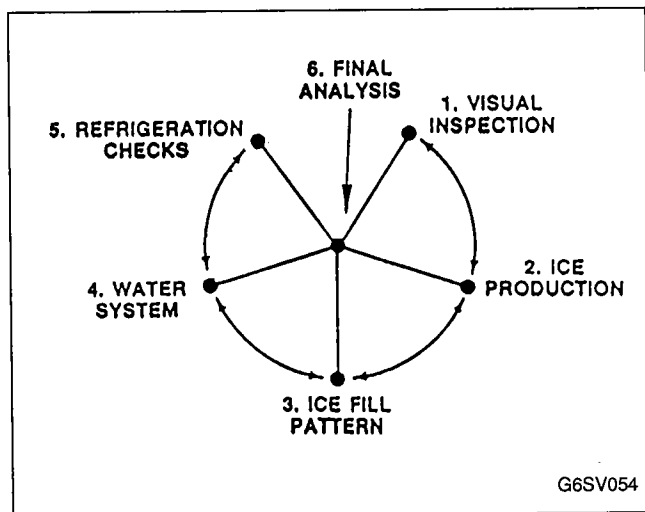 6. FINAL
ANALYSIS
1. VISUAL
INSPECTION
5. REFRIGERATION
CHECKS
2. ICE
PRODUCTION
4. WATER
SYSTEM
3. ICE FILL
PATTERN
G6SV054